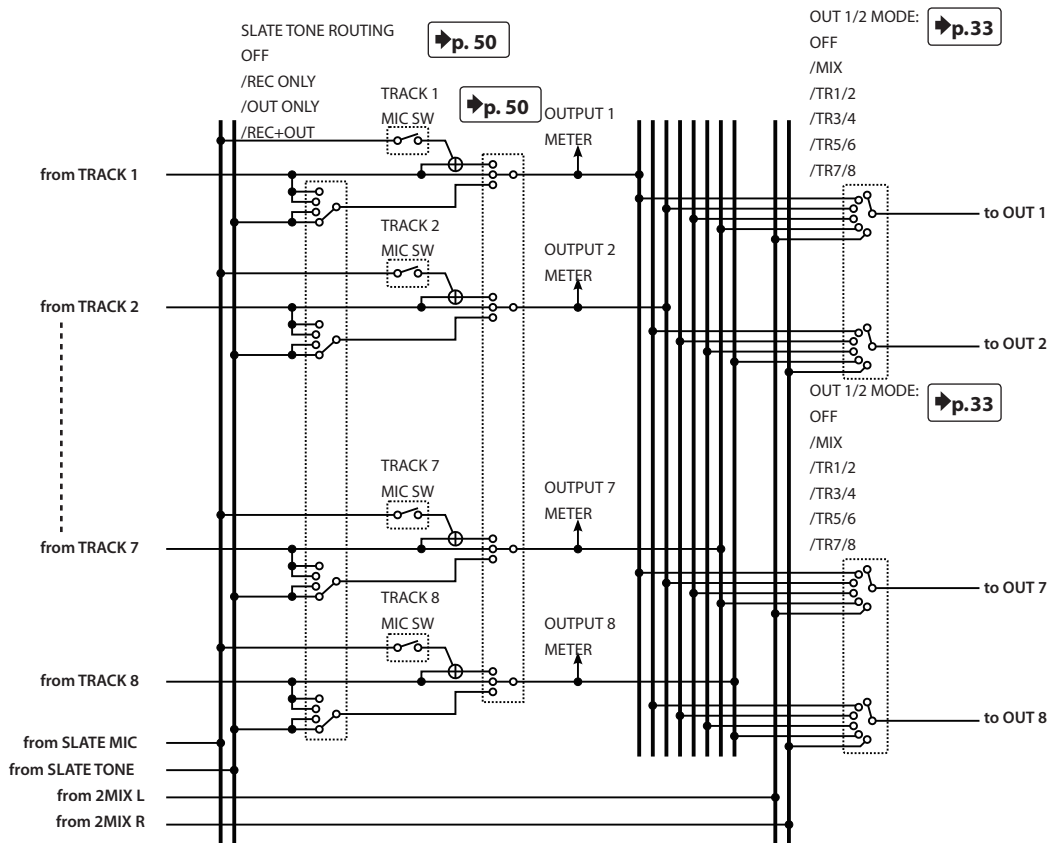 SLATE TONE ROUTING
OFF
/REC ONLY
/OUT ONLY
/REC+OUT
p. 50
TRACK 1
MIC SW
p. 50
OUTPUT 1
METER
OUT 1/2 MODE:
OFF
/MIX
/TR1/2
/TR3/4
/TR5/6
/TR7/8
p.33
from TRACK 1
to OUT 1
TRACK 2
MIC SW
OUTPUT 2
METER
from TRACK 2
to OUT 2
OUT 1/2 MODE:
OFF
/MIX
/TR1/2
/TR3/4
/TR5/6
/TR7/8
p.33
TRACK 7
MIC SW
OUTPUT 7
METER
from TRACK 7
to OUT 7
TRACK 8
MIC SW
OUTPUT 8
METER
from TRACK 8
to OUT 8
from SLATE MIC
from SLATE TONE
from 2MIX L
from 2MIX R